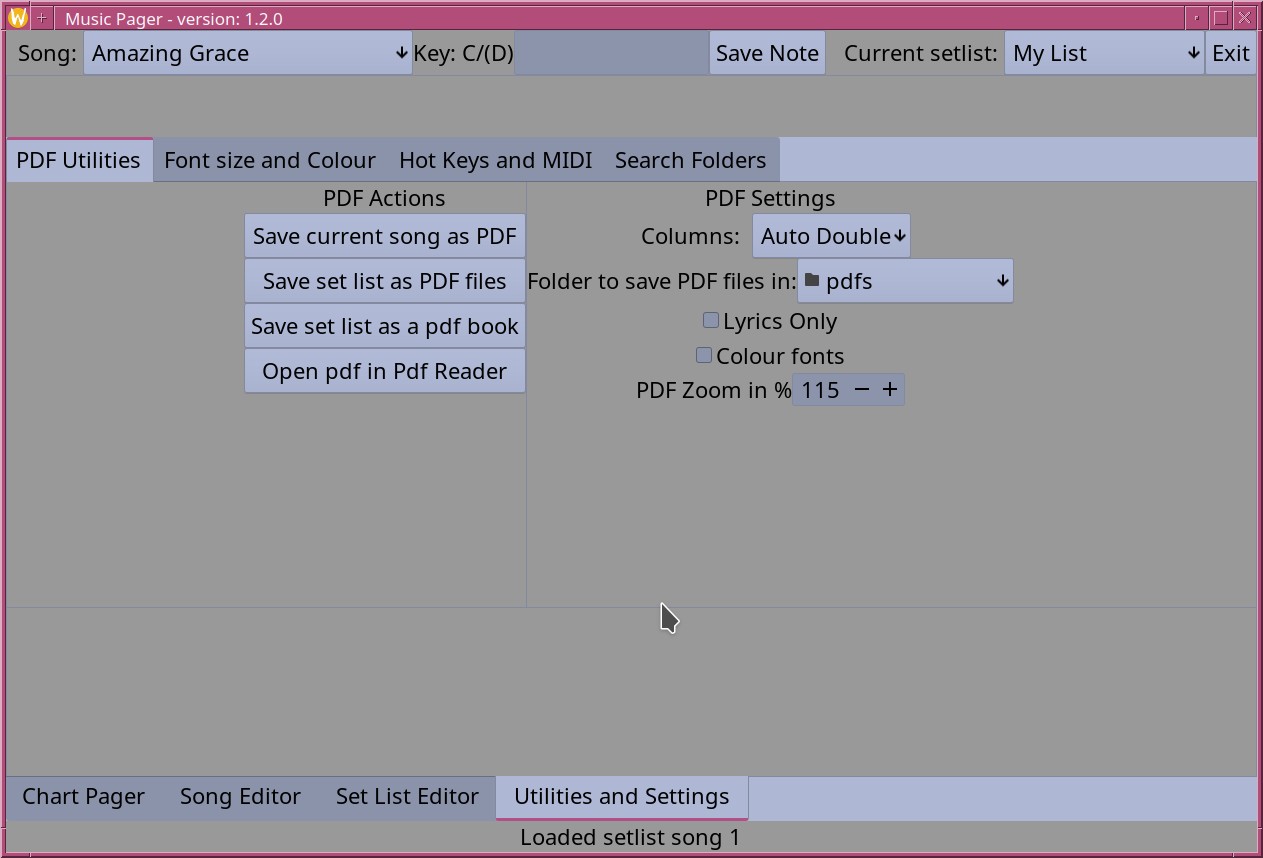 Music Pager - version: 1.2.0
Song: Amazing Grace Key: C/(D) Save Note Current setlist: My List Exit
PDF Utilities Font size and Colour Hot Keys and MIDI Search Folders
PDF Actions PDF Settings
Save current song as PDF Columns: Auto Double
Save set list as PDF files Folder to save PDF files in: pdfs
Save set list as a pdf book Lyrics Only
Colour fonts
Open pdf in Pdf Reader
PDF Zoom in % 115 − +
Chart Pager Song Editor Set List Editor Utilities and Settings
Loaded setlist song 1